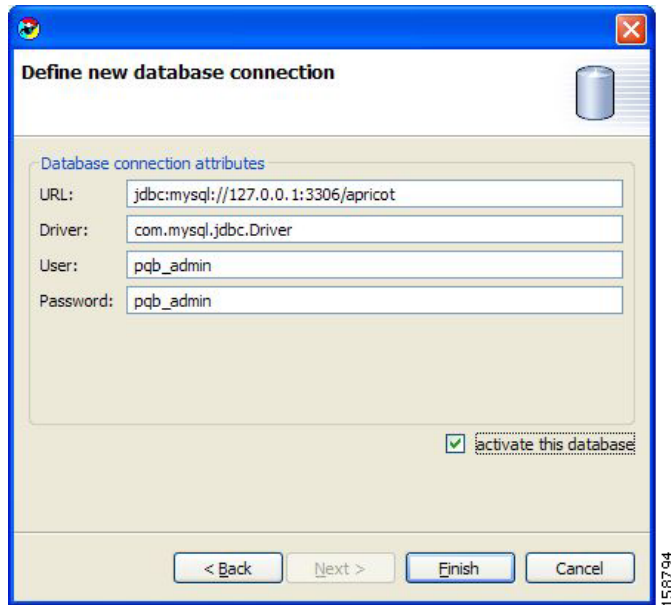 Define new database connection
Database connection attributes
URL: jdbc:mysql://127.0.0.1:3306/apricot
Driver: com.mysql.jdbc.Driver
User: pqb_admin
Password: pqb_admin
activate this database
< Back Next > Finish Cancel
158794